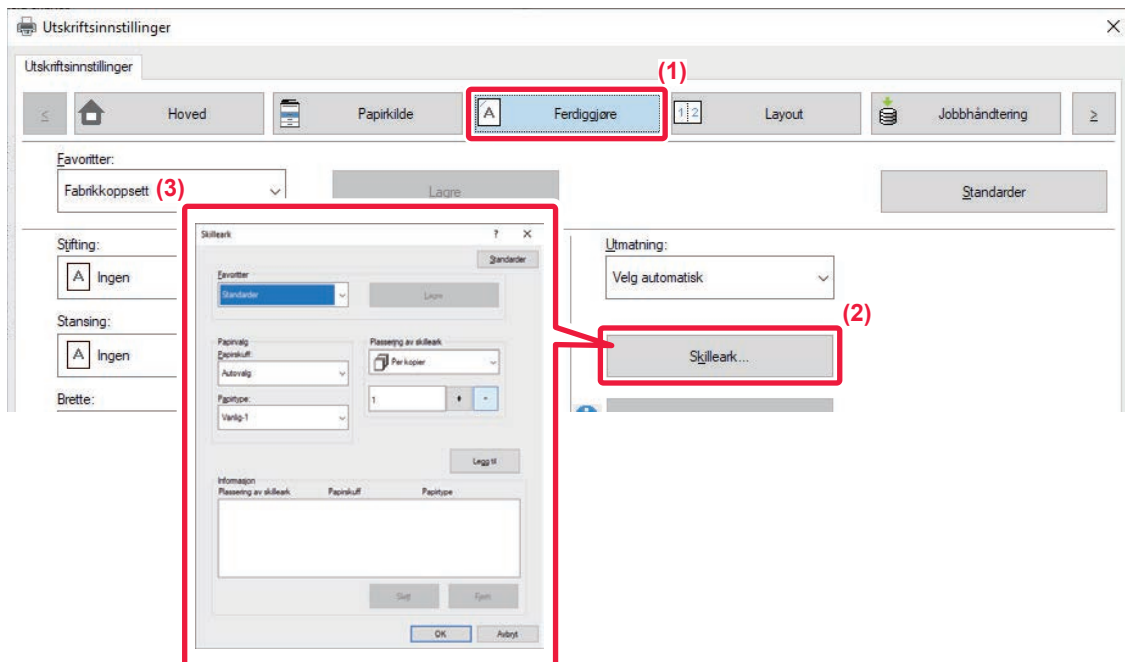 Utskriftsinnstillinger
Utskriftsinnstillinger
(1)
< Hoved Papirkilde A Ferdiggjøre 1 2 Layout Jobbhåndtering >
Favoritter:
Fabrikkoppsett (3) Lagre Standarder
Skilleark ? ×
Standarder
Favoritter
Standarder Lagre
Papirvalg
Papirskuff:
Autovalg
Papirtype:
Vanlig-1
Plassering av skilleark
Per kopier
1 + -
Legg til
Informasjon
Plassering av skilleark Papirskuff Papirtype
Slett Fjern
OK Avbryt
Stifting:
A Ingen
Stansing:
A Ingen
Brette:
Utmatning:
Velg automatisk
(2)
Skilleark...